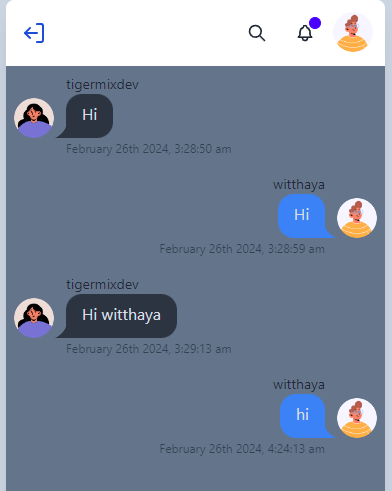 tigermixdev
Hi
February 26th 2024, 3:28:50 am
witthaya
Hi
February 26th 2024, 3:28:59 am
tigermixdev
Hi witthaya
February 26th 2024, 3:29:13 am
witthaya
hi
February 26th 2024, 4:24:13 am